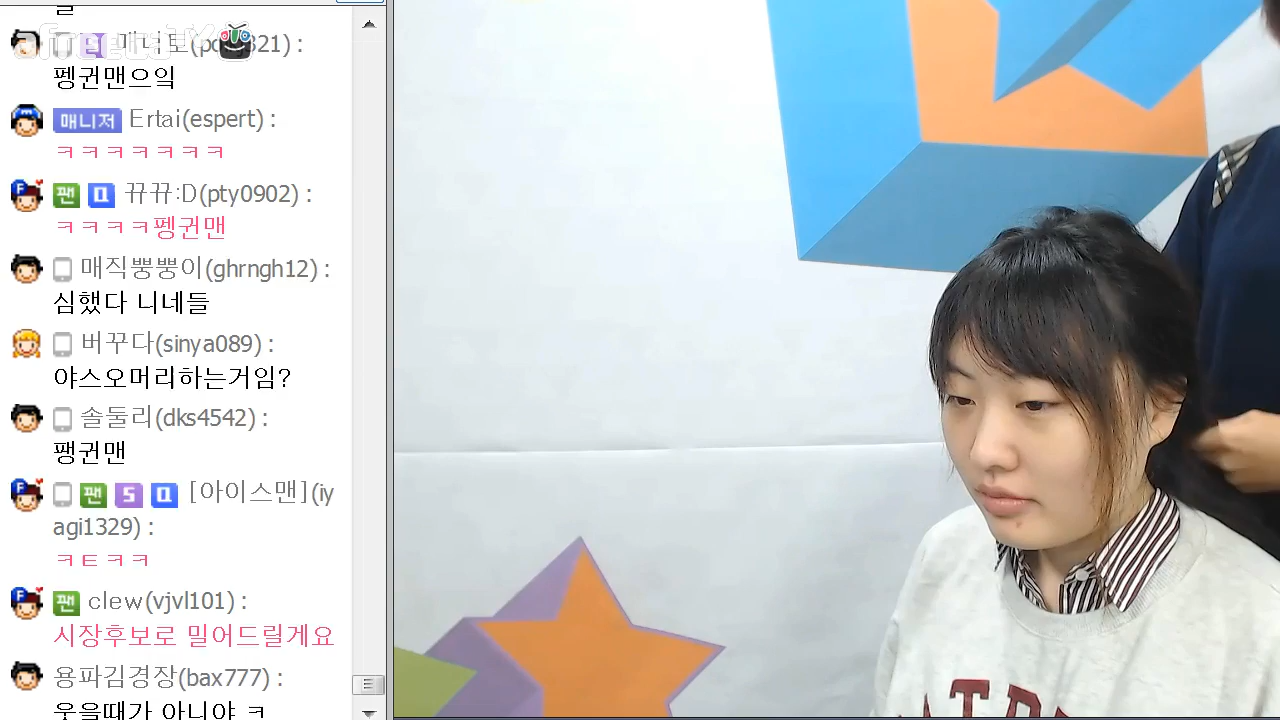 펭귄맨으익
매니저 Ertai(espert) :
ㅋㅋㅋㅋㅋㅋㅋ
팬 Q 뀨뀨:D(pty0902) :
ㅋㅋㅋㅋ펭귄맨
매직뿡뿡이(ghrngh12) :
심했다 니네들
버꾸다(sinya089) :
야스오머리하는거임?
솔둘리(dks4542) :
팽귄맨
팬 S Q [아이스맨](iy
agi1329) :
ㅋㅌㅋㅋ
팬 clew(vjvl101) :
시장후보로 밀어드릴게요
용파김경장(bax777) :
웃을때가 아니야 ㅋ